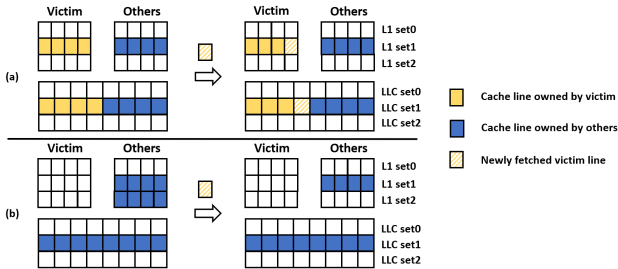 Victim Others Victim Others
L1 set0
L1 set1
L1 set2
(a)
LLC set0
LLC set1
LLC set2
Cache line owned by victim
Cache line owned by others
Newly fetched victim line
Victim Others Victim Others
L1 set0
L1 set1
L1 set2
(b)
LLC set0
LLC set1
LLC set2